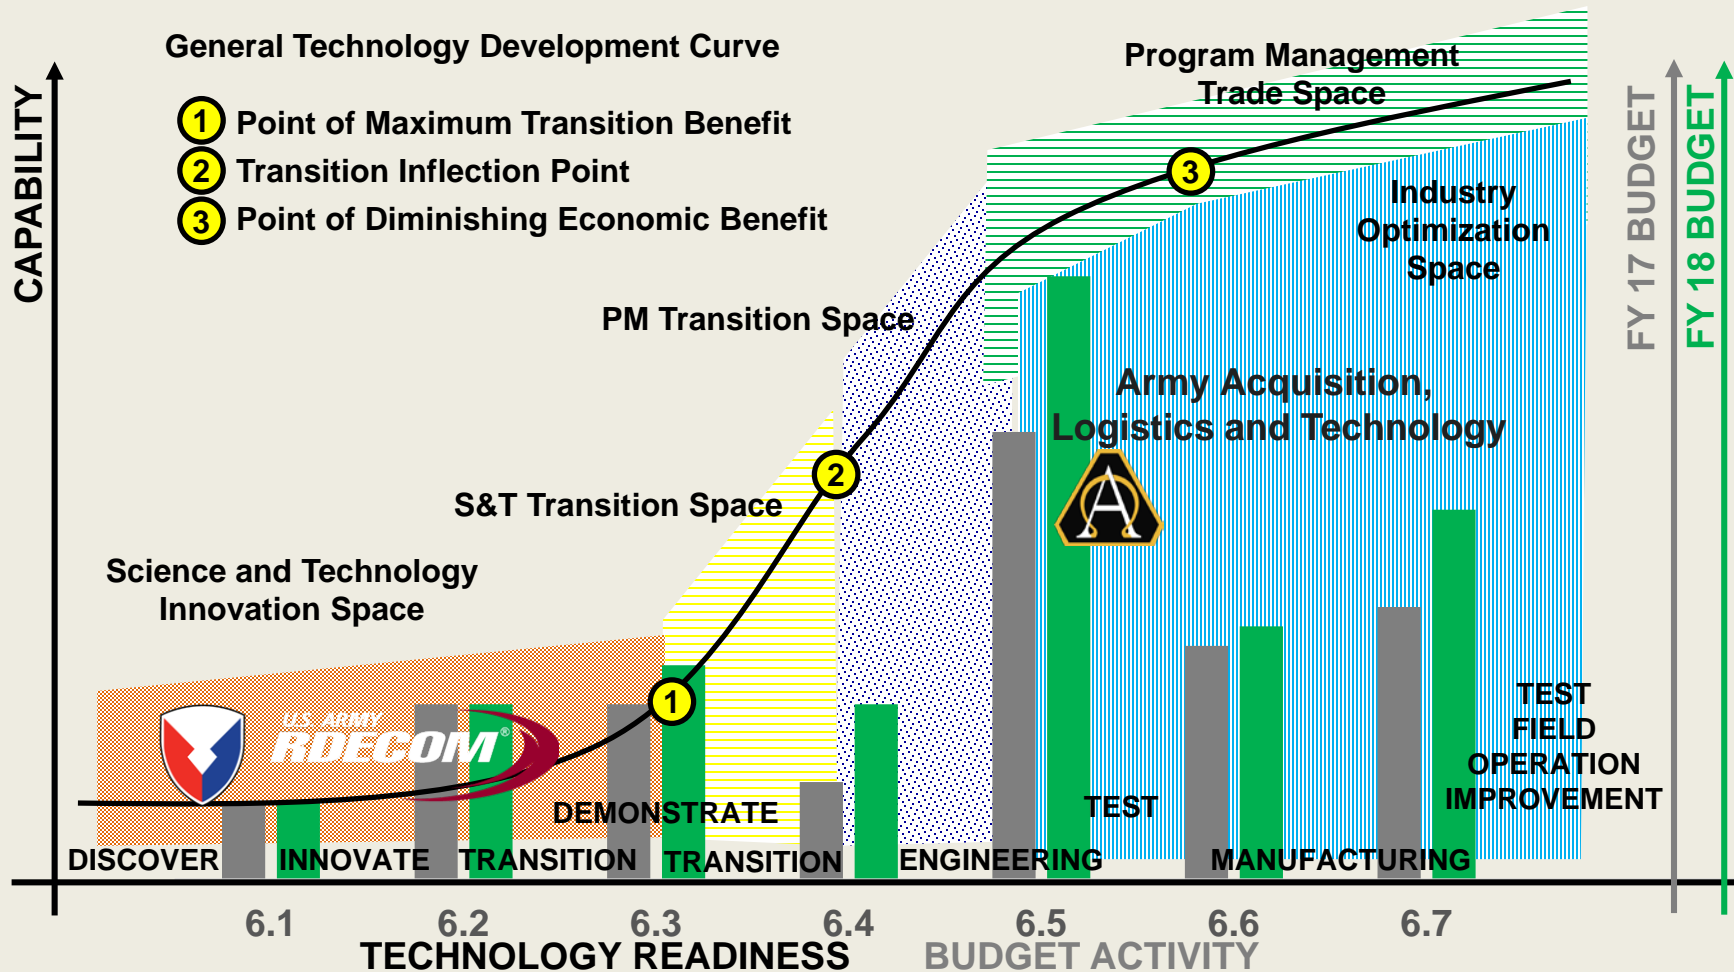 General Technology Development Curve
1 Point of Maximum Transition Benefit
2 Transition Inflection Point
3 Point of Diminishing Economic Benefit
CAPABILITY
Program Management
Trade Space
3
Industry
Optimization
Space
FY 17 BUDGET
FY 18 BUDGET
PM Transition Space
Army Acquisition,
Logistics and Technology
A
2
S&T Transition Space
Science and Technology
Innovation Space
1
U.S. ARMY
RDECOM®
TEST
FIELD
OPERATION
IMPROVEMENT
DEMONSTRATE
TEST
DISCOVER INNOVATE TRANSITION TRANSITION ENGINEERING MANUFACTURING
6.1 6.2 6.3 6.4 6.5 6.6 6.7
TECHNOLOGY READINESS BUDGET ACTIVITY